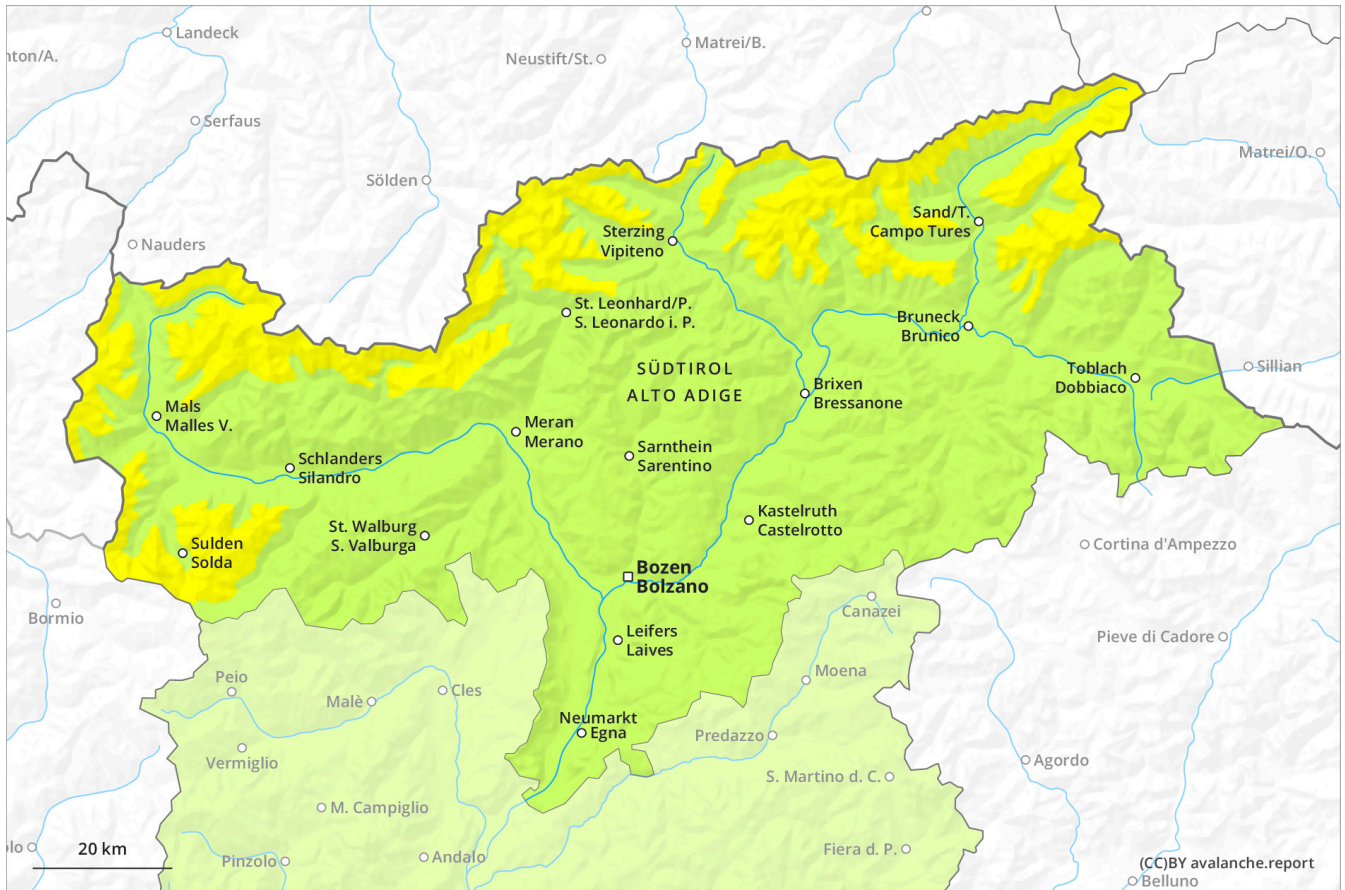 Landeck
nton/A.
Matrei/B.
Neustift/St.
Serfaus
Matrei/O.
Sölden
Sand/T.
Campo Tures
Nauders
Sterzing
Vipiteno
St. Leonhard/P.
S. Leonardo i. P.
Bruneck
Brunico
SÜDTIROL
ALTO ADIGE
Sillian
Toblach
Dobbiaco
Brixen
Bressanone
Mals
Malles V.
Meran
Merano
Sarnthein
Sarentino
Schlanders
Silandro
Kastelruth
Castelrotto
St. Walburg
S. Valburga
Sulden
Solda
Cortina d'Ampezzo
Bozen
Bolzano
Bormio
Canazei
Leifers
Laives
Pieve di Cadore
Peio
Moena
Malè
Cles
Neumarkt
Egna
Predazzo
Vermiglio
Agordo
S. Martino d. C.
M. Campiglio
20 km
lo
Pinzolo
Andalo
Fiera d. P.
(CC)BY avalanche.report
Belluno